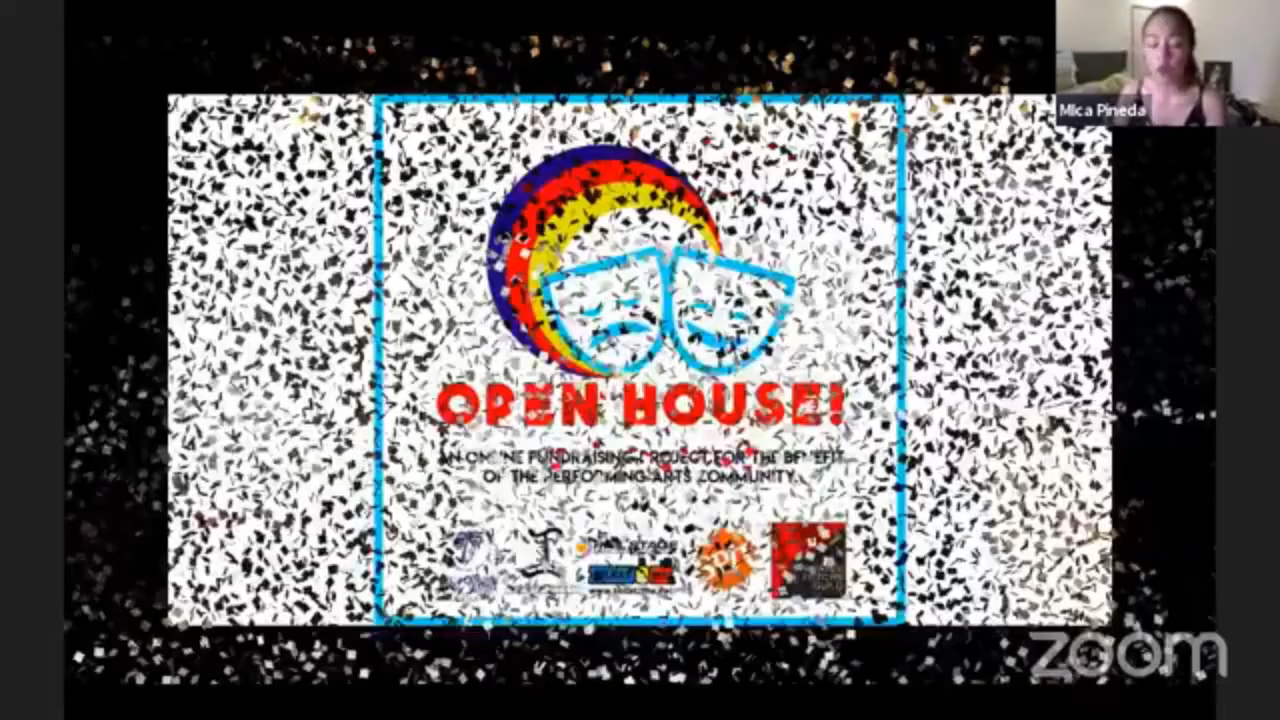 Mica Pineda
OPEN HOUSE!
AN ONLINE FUNDRAISING PROJECT FOR THE BENEFIT
OF THE PERFORMING ARTS COMMUNITY.
zoom